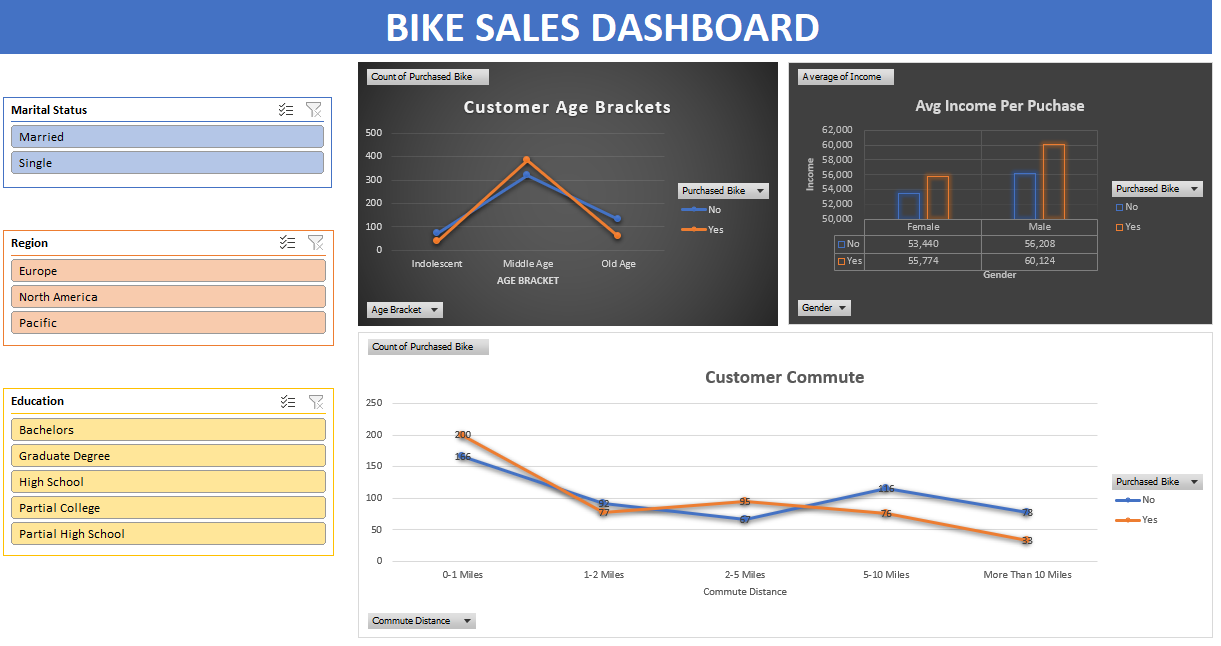 BIKE SALES DASHBOARD
Marital Status
Married
Single
Region
Europe
North America
Pacific
Education
Bachelors
Graduate Degree
High School
Partial College
Partial High School
Count of Purchased Bike
Customer Age Brackets
500
400
300
200
100
0
Indolescent Middle Age Old Age
AGE BRACKET
Purchased Bike
No
Yes
Age Bracket
Average of Income
Avg Income Per Puchase
62,000
60,000
58,000
56,000
54,000
52,000
50,000
Income
Female Male
No 53,440 56,208
Yes 55,774 60,124
Gender
Purchased Bike
No
Yes
Gender
Count of Purchased Bike
Customer Commute
250
200
150
100
50
0
200 92 95 116 78
166 77 67 76 33
0-1 Miles 1-2 Miles 2-5 Miles 5-10 Miles More Than 10 Miles
Commute Distance
Purchased Bike
No
Yes
Commute Distance